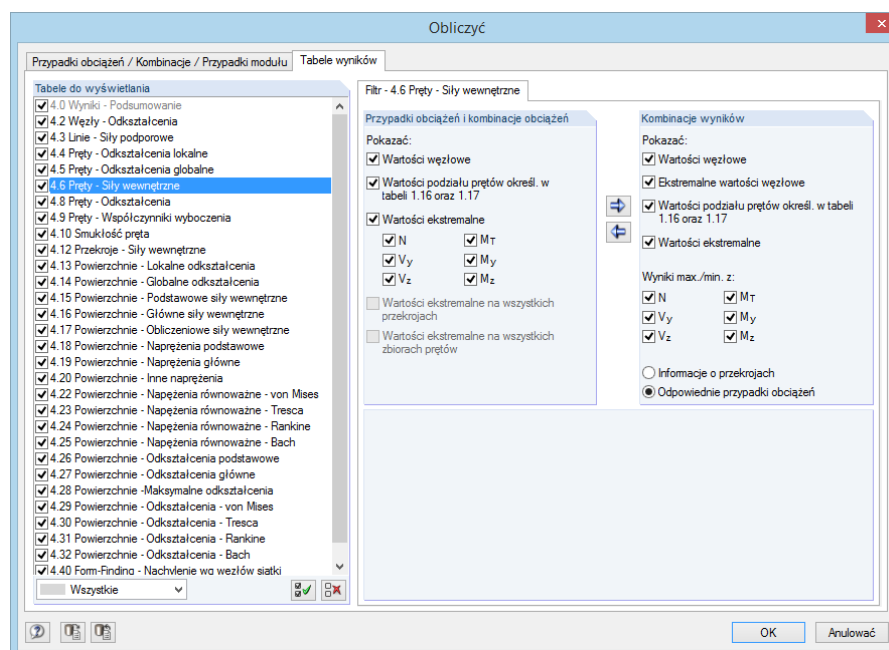 Obliczyć
Przypadki obciążeń / Kombinacje / Przypadki modułu
Tabele wyników
Tabele do wyświetlania
4.0 Wyniki - Podsumowanie
4.2 Węzły - Odkształcenia
4.3 Linie - Siły podporowe
4.4 Pręty - Odkształcenia lokalne
4.5 Pręty - Odkształcenia globalne
4.6 Pręty - Siły wewnętrzne
4.8 Pręty - Odkształcenia
4.9 Pręty - Współczynniki wyboczenia
4.10 Smukłość pręta
4.12 Przekroje - Siły wewnętrzne
4.13 Powierzchnie - Lokalne odkształcenia
4.14 Powierzchnie - Globalne odkształcenia
4.15 Powierzchnie - Podstawowe siły wewnętrzne
4.16 Powierzchnie - Główne siły wewnętrzne
4.17 Powierzchnie - Obliczeniowe siły wewnętrzne
4.18 Powierzchnie - Naprężenia podstawowe
4.19 Powierzchnie - Naprężenia główne
4.20 Powierzchnie - Inne naprężenia
4.22 Powierzchnie - Napężenia równoważne - von Mises
4.23 Powierzchnie - Napężenia równoważne - Tresca
4.24 Powierzchnie - Napężenia równoważne - Rankine
4.25 Powierzchnie - Napężenia równoważne - Bach
4.26 Powierzchnie - Odkształcenia podstawowe
4.27 Powierzchnie - Odkształcenia główne
4.28 Powierzchnie -Maksymalne odkształcenia
4.29 Powierzchnie - Odkształcenia - von Mises
4.30 Powierzchnie - Odkształcenia - Tresca
4.31 Powierzchnie - Odkształcenia - Rankine
4.32 Powierzchnie - Odkształcenia - Bach
4.40 Form-Finding - Nachylenie wg węzłów siatki
Wszystkie
Filtr - 4.6 Pręty - Siły wewnętrzne
Przypadki obciążeń i kombinacje obciążeń
Pokazać:
Wartości węzłowe
Wartości podziału prętów określ. w
tabeli 1.16 oraz 1.17
Wartości ekstremalne
N MT
Vy My
Vz Mz
Wartości ekstremalne na wszystkich
przekrojach
Wartości ekstremalne na wszystkich
zbiorach prętów
Kombinacje wyników
Pokazać:
Wartości węzłowe
Ekstremalne wartości węzłowe
Wartości podziału prętów określ. w tabeli
1.16 oraz 1.17
Wartości ekstremalne
Wyniki max./min. z:
N MT
Vy My
Vz Mz
Informacje o przekrojach
Odpowiednie przypadki obciążeń
OK
Anulować